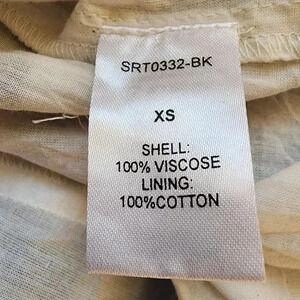 SRT0332-BK
XS
SHELL:
100% VISCOSE
LINING:
100%COTTON